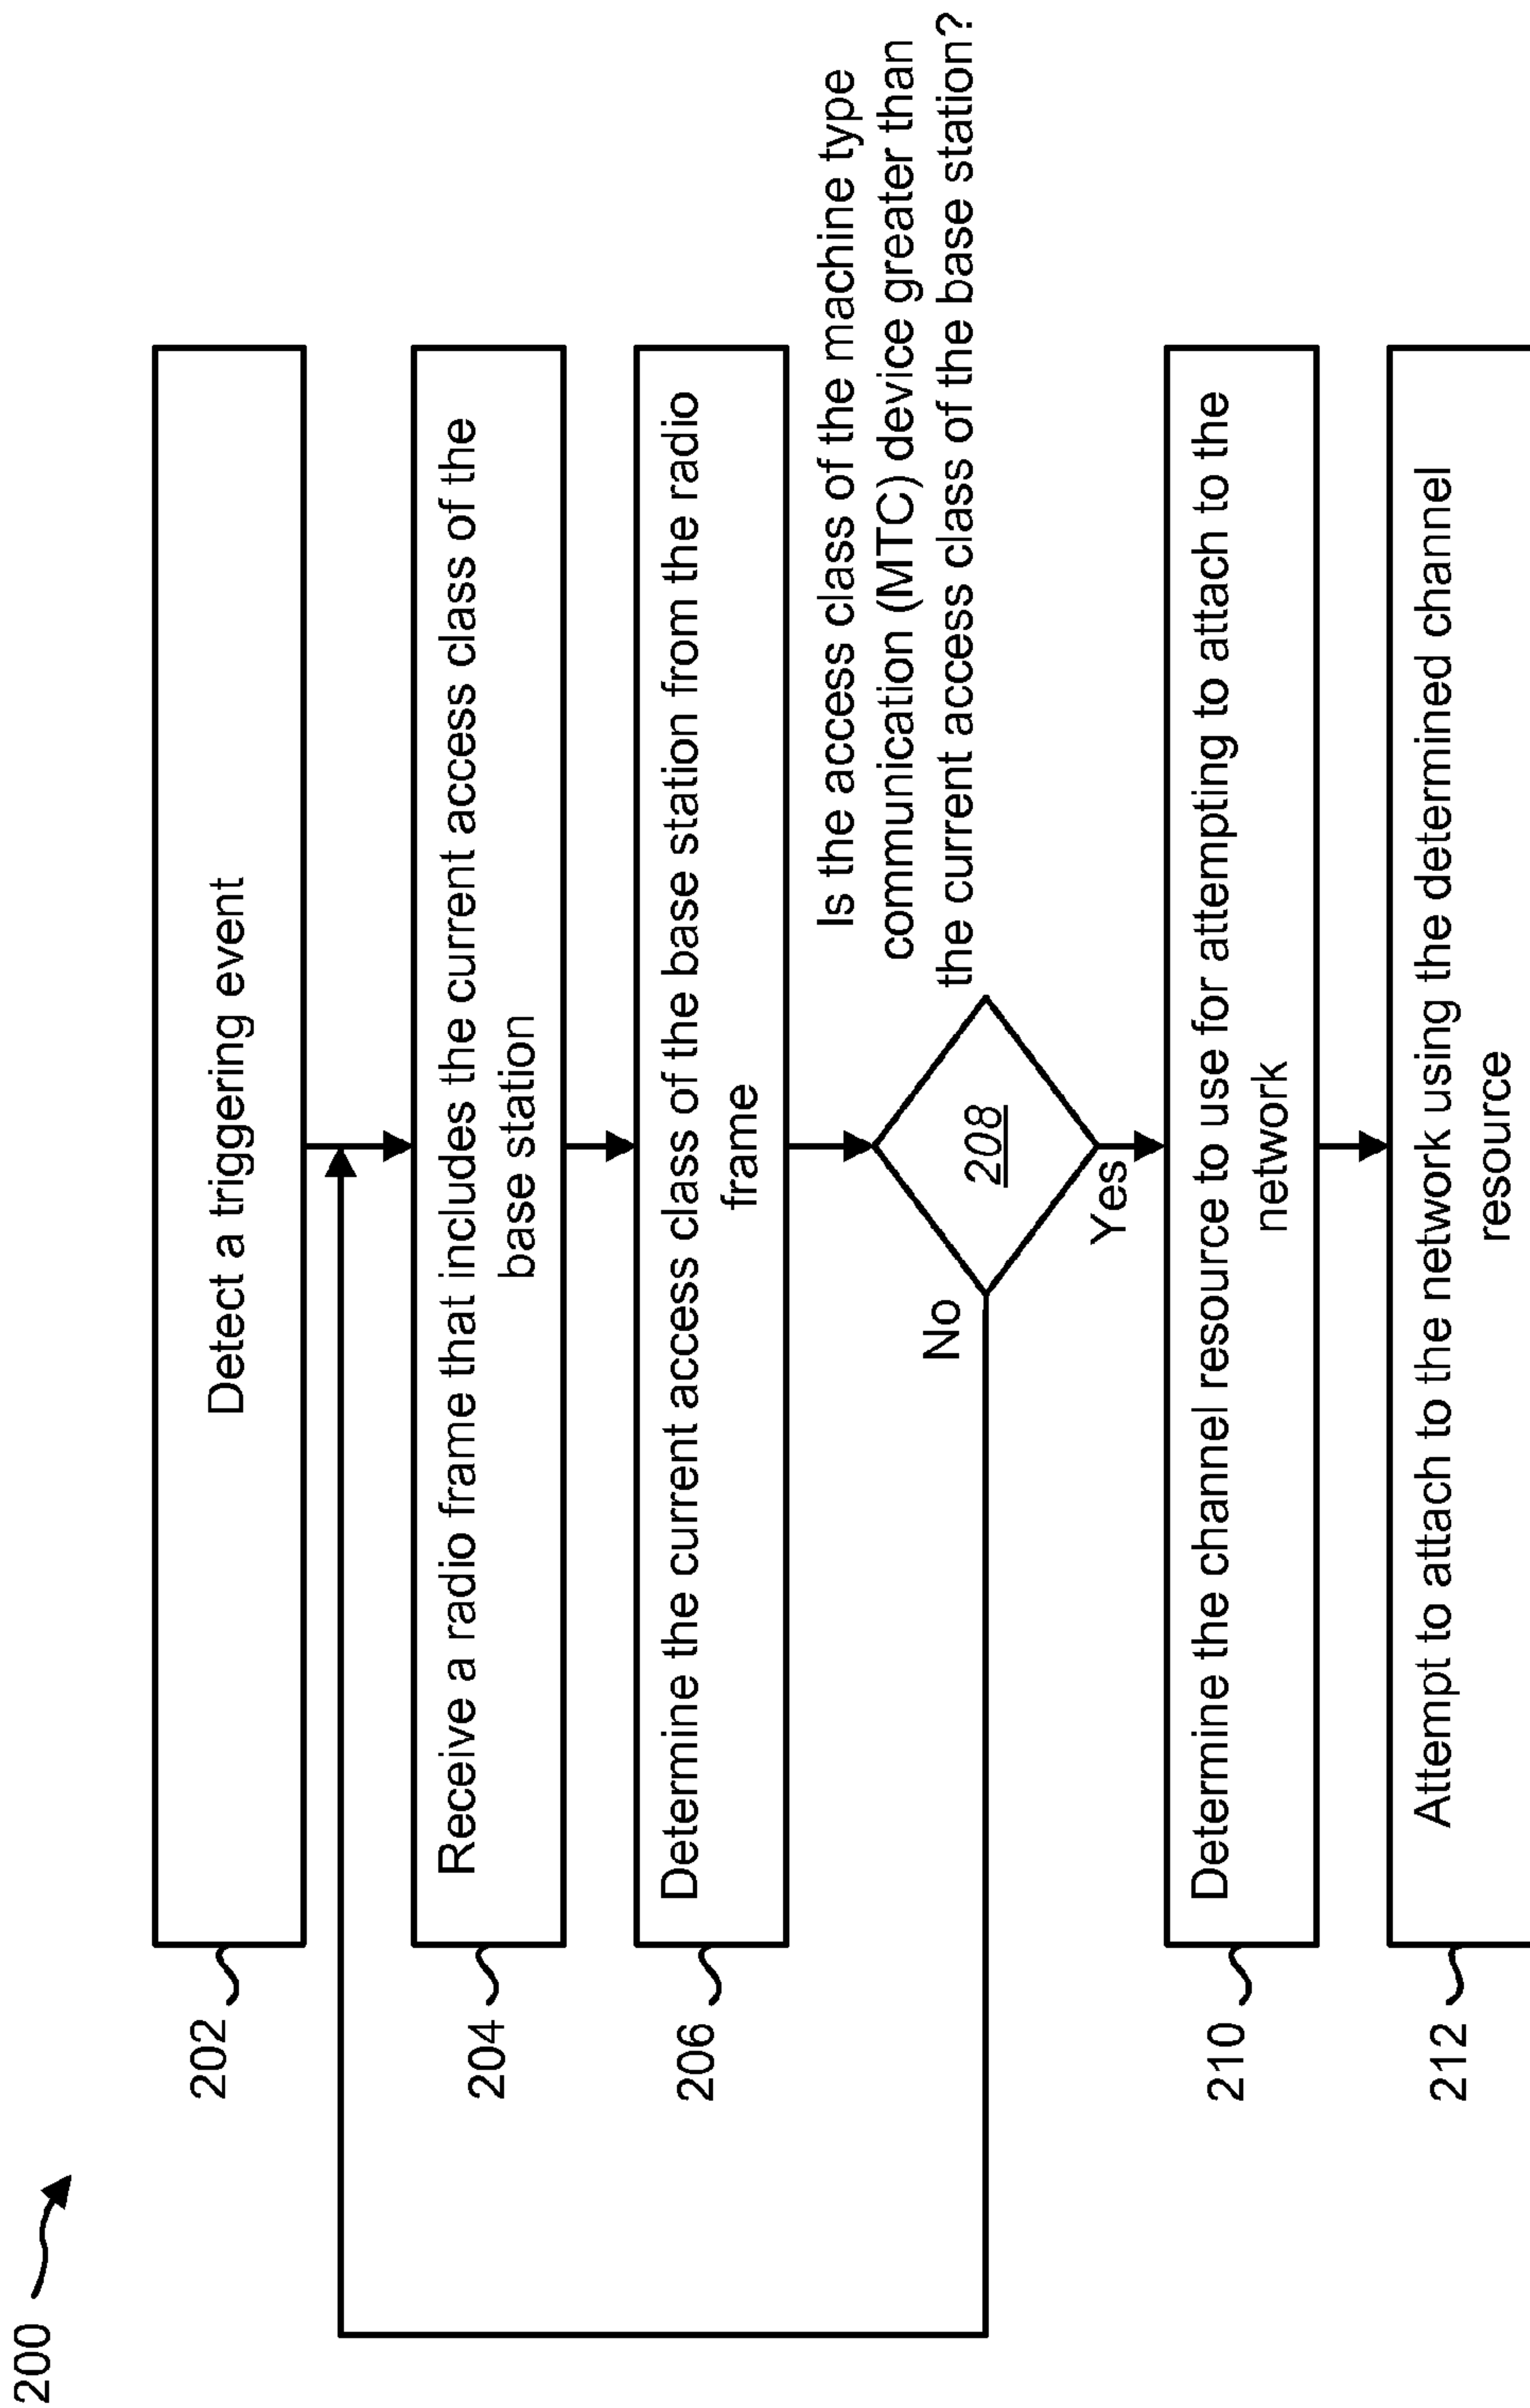 200
202
Detect a triggering event
204
Receive a radio frame that includes the current access class of the
base station
206
Determine the current access class of the base station from the radio
frame
Is the access class of the machine type
communication (MTC) device greater than
the current access class of the base station?
208
No
Yes
210
Determine the channel resource to use for attempting to attach to the
network
212
Attempt to attach to the network using the determined channel
resource